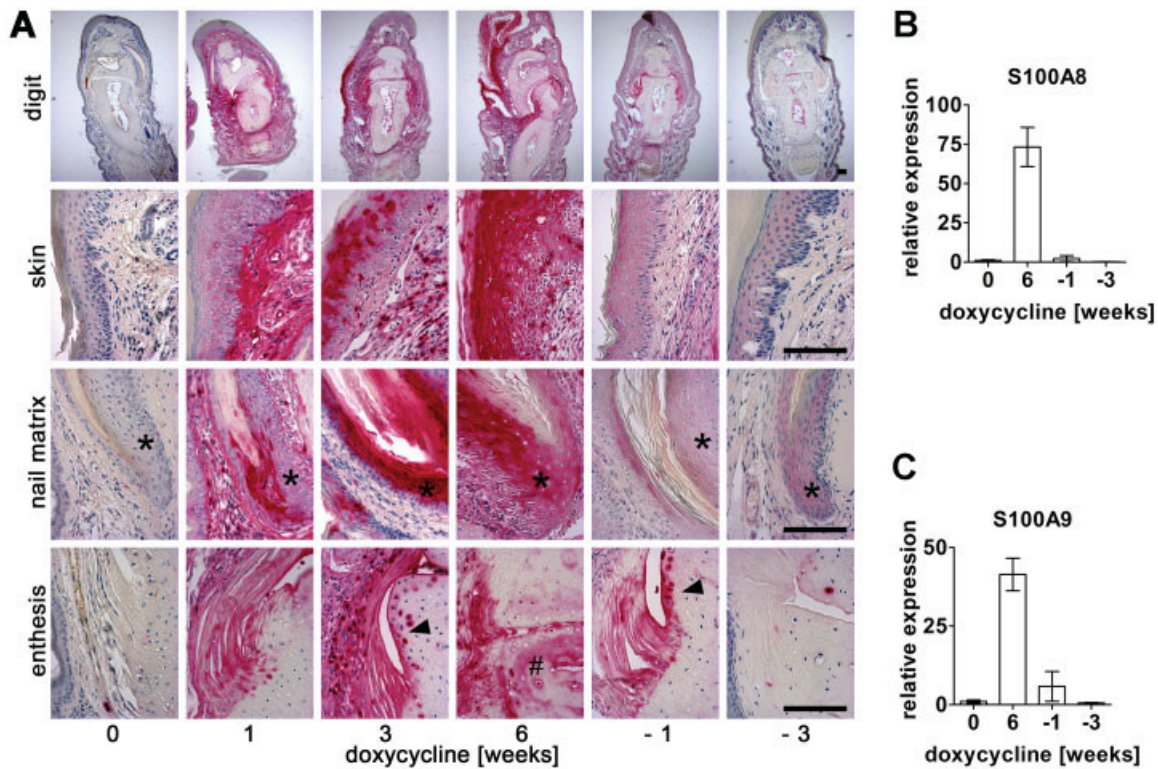 A
digit
skin
nail matrix
enthesis
*
*
*
*
*
*
#
0 1 3 6 - 1 - 3
doxycycline [weeks]
B
S100A8
relative expression
100
75
50
25
0
0 6 -1 -3
doxycycline [weeks]
C
S100A9
relative expression
50
25
0
0 6 -1 -3
doxycycline [weeks]